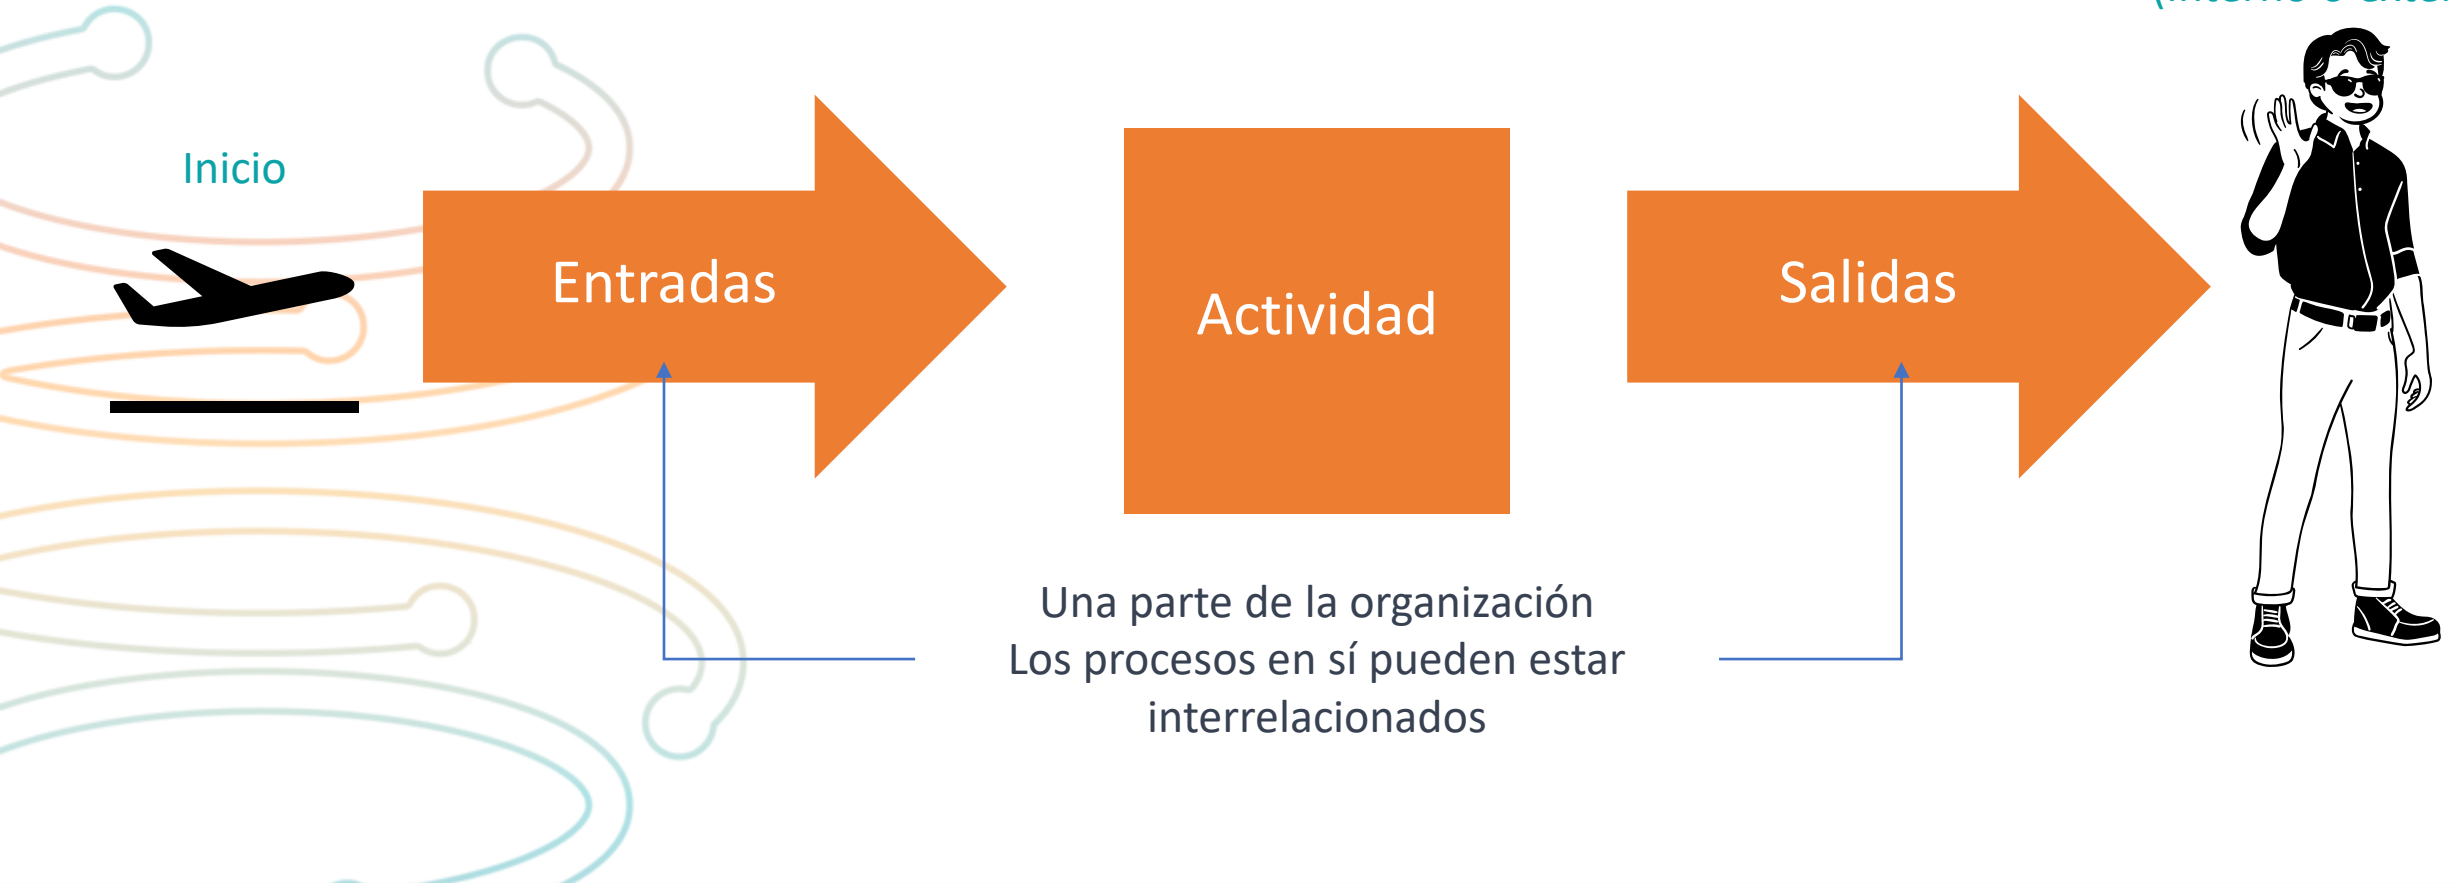 Inicio
Entradas
Actividad
Salidas
Una parte de la organización
Los procesos en sí pueden estar
interrelacionados